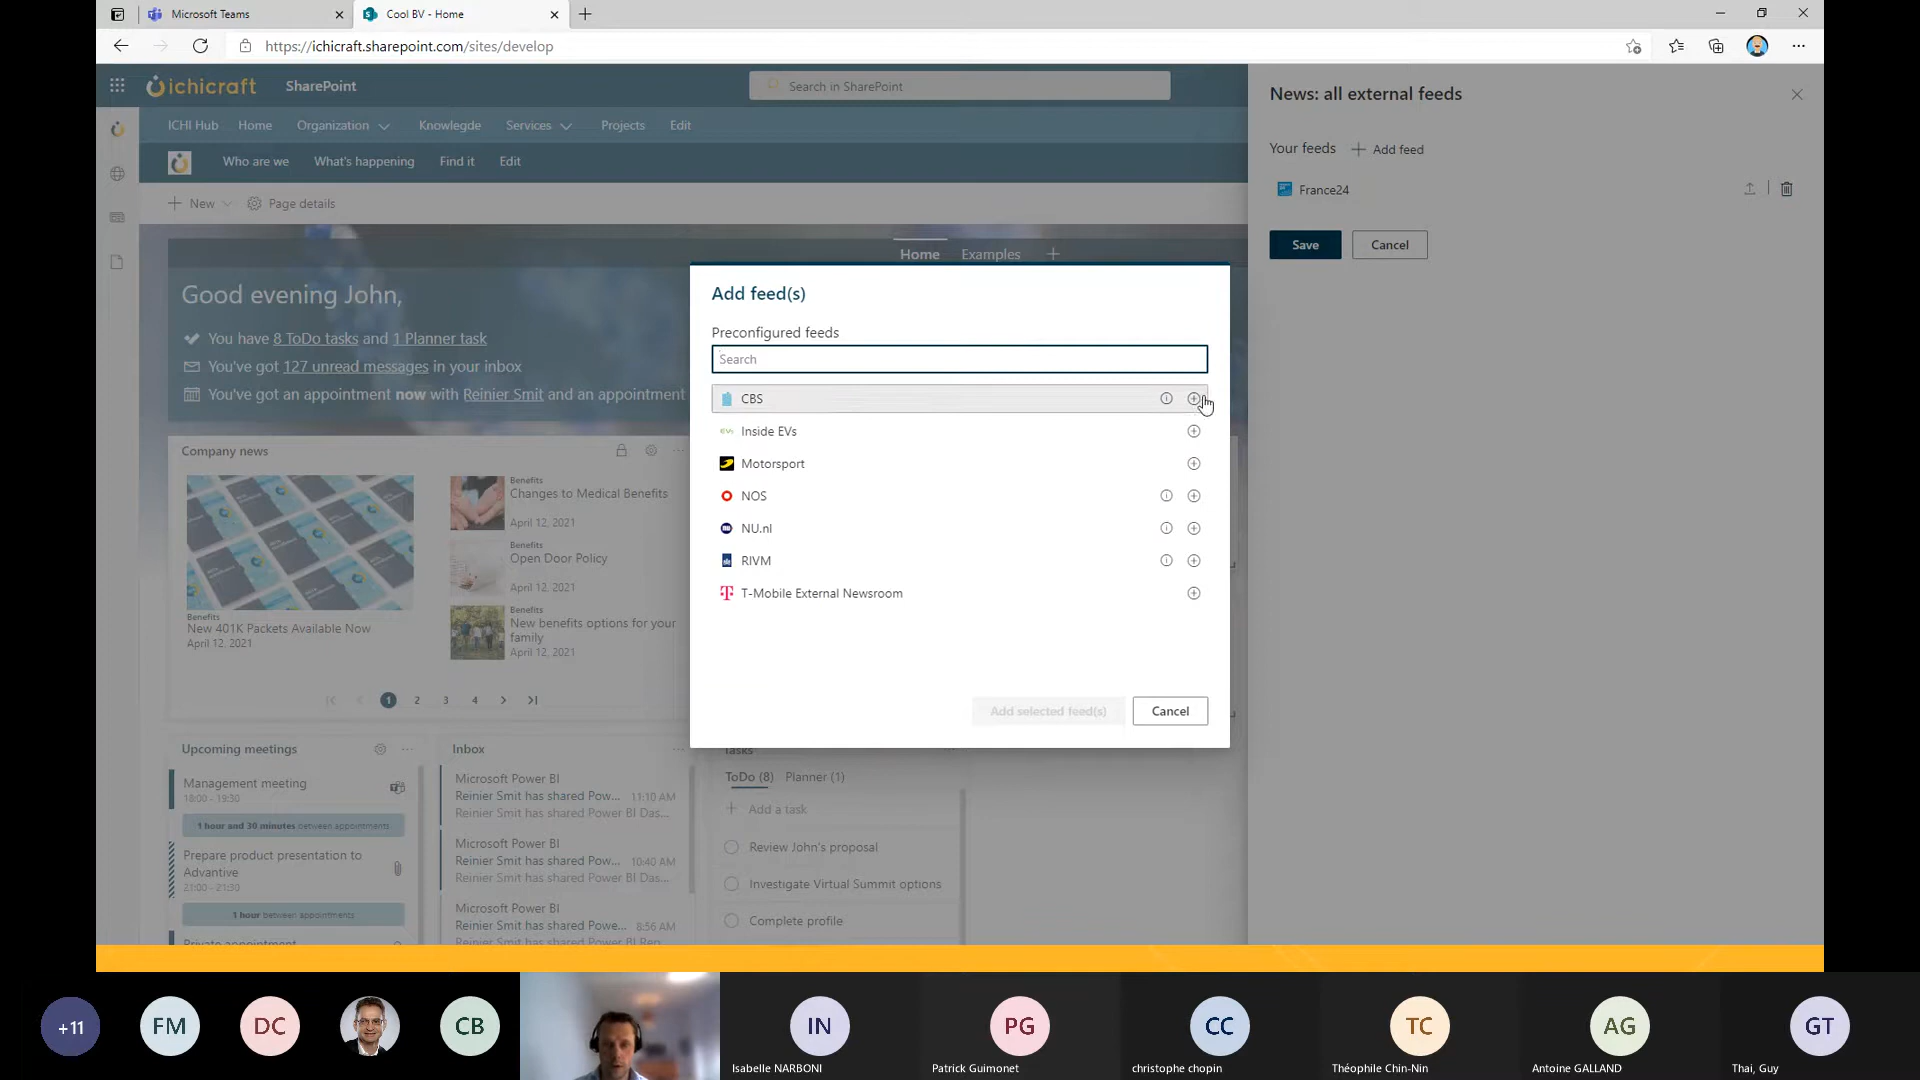 Microsoft Teams
Cool BV - Home
https://ichicraft.sharepoint.com/sites/develop
ichicraft
SharePoint
Search in SharePoint
ICHI Hub Home Organization Knowlegde Services Projects Edit
Who are we What's happening Find it Edit
New Page details
Home Examples
Good evening John,
You have 8 ToDo tasks and 1 Planner task
You've got 127 unread messages in your inbox
You've got an appointment now with Reinier Smit and an appointment
Company news
Benefits
New 401K Packets Available Now
April 12, 2021
Benefits
Changes to Medical Benefits
April 12, 2021
Benefits
Open Door Policy
April 12, 2021
Benefits
New benefits options for your
family
April 12, 2021
1 2 3 4
Upcoming meetings
Management meeting
18:00 - 19:30
1 hour and 30 minutes between appointments
Prepare product presentation to
Advantive
21:00 - 21:30
1 hour between appointments
Private appointment
Inbox
Microsoft Power BI
Reinier Smit has shared Pow... 11:10 AM
Reinier Smit has shared Power BI Das...
Microsoft Power BI
Reinier Smit has shared Pow... 10:40 AM
Reinier Smit has shared Power BI Das...
Microsoft Power BI
Reinier Smit has shared Powe... 8:56 AM
Reinier Smit has shared Power BI Rep...
Tasks
ToDo (8) Planner (1)
Add a task
Review John's proposal
Investigate Virtual Summit options
Complete profile
Add feed(s)
Preconfigured feeds
Search
CBS
Inside EVs
Motorsport
NOS
NU.nl
RIVM
T-Mobile External Newsroom
Add selected feed(s)
Cancel
News: all external feeds
Your feeds
Add feed
France24
Save
Cancel
+11
FM
DC
CB
IN
Isabelle NARBONI
PG
Patrick Guimonet
CC
christophe chopin
TC
Théophile Chin-Nin
AG
Antoine GALLAND
GT
Thai, Guy